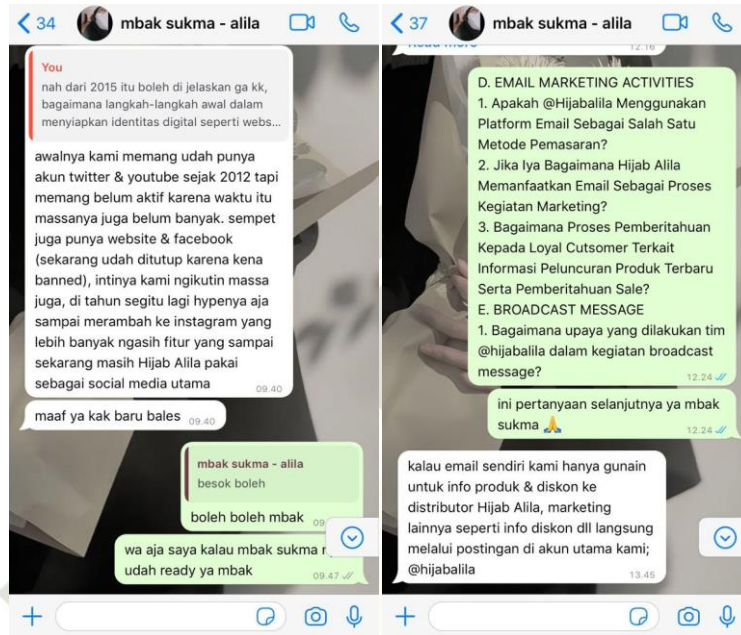 34
mbak sukma - alila
You
nah dari 2015 itu boleh di jelaskan ga kk,
bagaimana langkah-langkah awal dalam
menyiapkan identitas digital seperti webs...
awalnya kami memang udah punya
akun twitter & youtube sejak 2012 tapi
memang belum aktif karena waktu itu
massanya juga belum banyak. sempet
juga punya website & facebook
(sekarang udah ditutup karena kena
banned), intinya kami ngikutin massa
juga, di tahun segitu lagi hypenya aja
sampai merambah ke instagram yang
lebih banyak ngasih fitur yang sampai
sekarang masih Hijab Alila pakai
sebagai social media utama
09.40
maaf ya kak baru bales
09.40
mbak sukma - alila
besok boleh
boleh boleh mbak
wa aja saya kalau mbak sukma
udah ready ya mbak
09.47
37
mbak sukma - alila
12.16
D. EMAIL MARKETING ACTIVITIES
1. Apakah @Hijabalila Menggunakan
Platform Email Sebagai Salah Satu
Metode Pemasaran?
2. Jika Iya Bagaimana Hijab Alila
Memanfaatkan Email Sebagai Proses
Kegiatan Marketing?
3. Bagaimana Proses Pemberitahuan
Kepada Loyal Cutsomer Terkait
Informasi Peluncuran Produk Terbaru
Serta Pemberitahuan Sale?
E. BROADCAST MESSAGE
1. Bagaimana upaya yang dilakukan tim
@hijabalila dalam kegiatan broadcast
message?
12.24
ini pertanyaan selanjutnya ya mbak
sukma 🙏
12.24
kalau email sendiri kami hanya gunain
untuk info produk & diskon ke
distributor Hijab Alila, marketing
lainnya seperti info diskon dll langsung
melalui postingan di akun utama kami;
@hijabalila
13.45